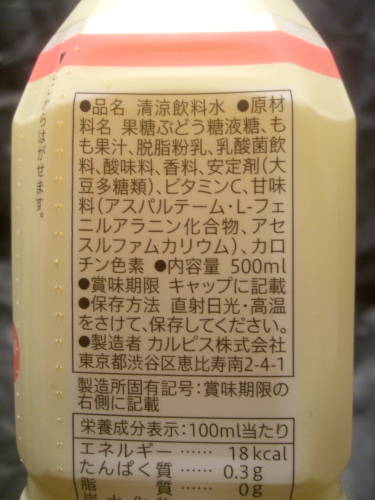 ここからはがせます。
●品名 清涼飲料水 ●原材
料名 果糖ぶどう糖液糖、も
も果汁、脱脂粉乳、乳酸菌飲
料、酸味料、香料、安定剤(大
豆多糖類)、ビタミンC、甘味
料(アスパルテーム・L-フェ
ニルアラニン化合物、アセ
スルファムカリウム)、カロ
チン色素 ●内容量 500ml
●賞味期限 キャップに記載
●保存方法 直射日光・高温
をさけて、保存してください。
●製造者 カルピス株式会社
東京都渋谷区恵比寿南2-4-1
製造所固有記号:賞味期限の
右側に記載
栄養成分表示:100ml当たり
エネルギー…… 18kcal
たんぱく質…… 0.3g
脂 質…… 0g